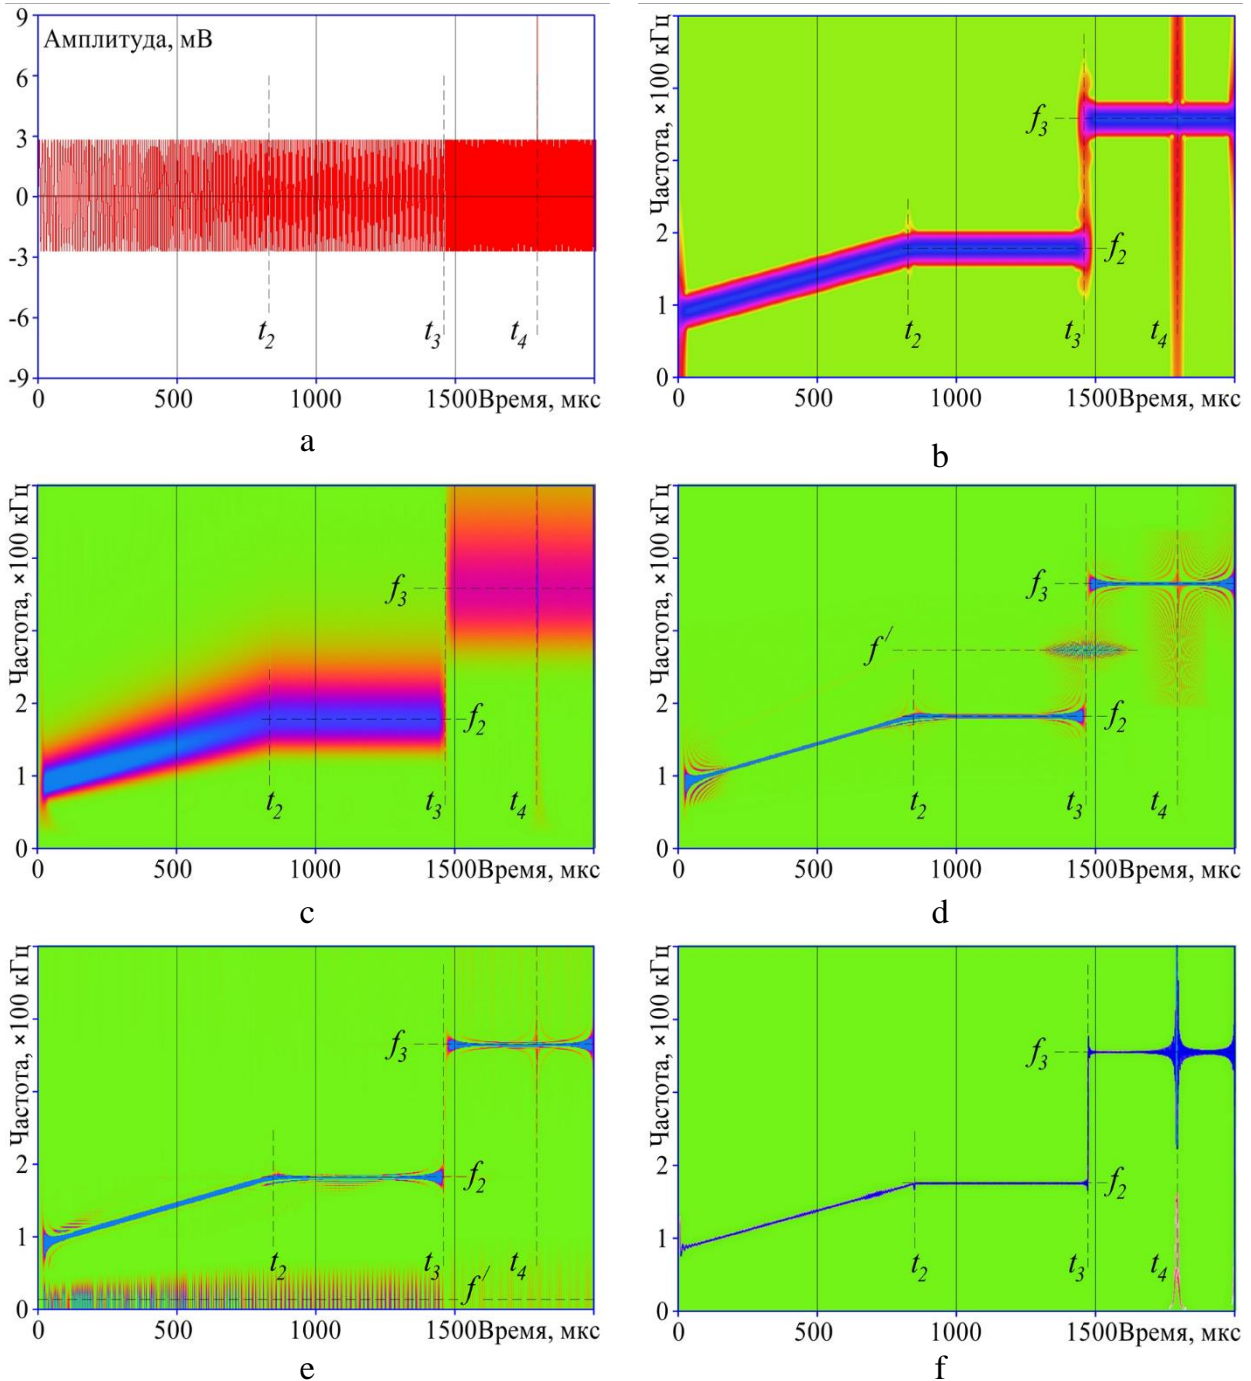 9
Амплитуда, мВ
6
3
0
-3
-6
-9
t2
t3
t4
0
500
1000
1500Время, мкс
a
Частота, ×100 кГц
2
1
0
f3
f2
t2
t3
t4
0
500
1000
1500Время, мкс
b
Частота, ×100 кГц
2
1
0
f3
f2
t2
t3
t4
0
500
1000
1500Время, мкс
c
Частота, ×100 кГц
2
1
0
f3
f/
f2
t2
t3
t4
0
500
1000
1500Время, мкс
d
Частота, ×100 кГц
2
1
0
f3
f2
t2
t3
t4
f/
0
500
1000
1500Время, мкс
e
Частота, ×100 кГц
2
1
0
f3
f2
t2
t3
t4
0
500
1000
1500Время, мкс
f